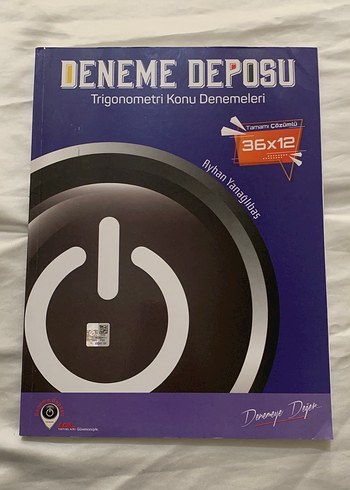 DENEME DEPOSU
Trigonometri Konu Denemeleri
Tamamı Çözümlü
36x12
Ayhan Yanağlıbaş
Denemeye Değer...